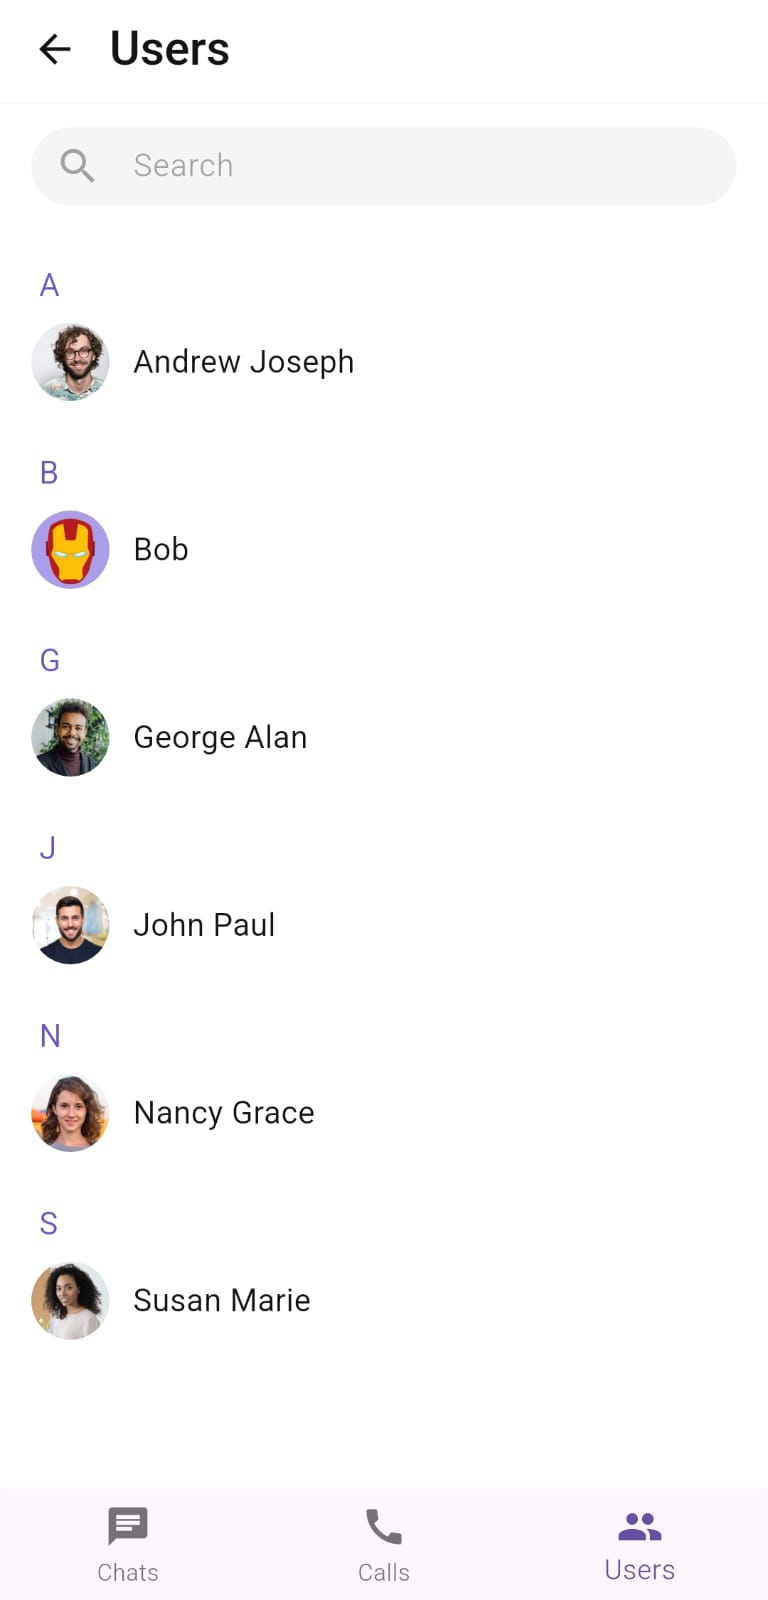 Users
Search
A
Andrew Joseph
B
Bob
G
George Alan
J
John Paul
N
Nancy Grace
S
Susan Marie
Chats
Calls
Users